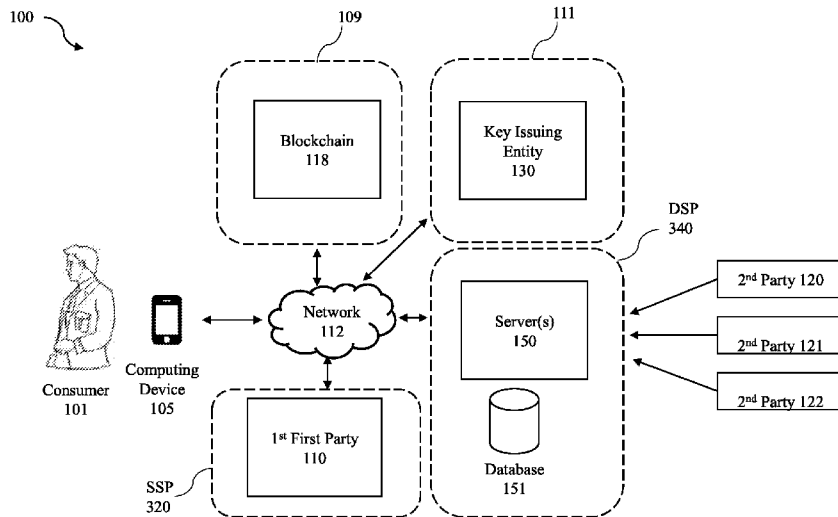 100
109
111
Blockchain
118
Key Issuing
Entity
130
DSP
340
2nd Party 120
2nd Party 121
2nd Party 122
Network
112
Server(s)
150
Consumer
101
Computing
Device
105
1st First Party
110
Database
151
SSP
320